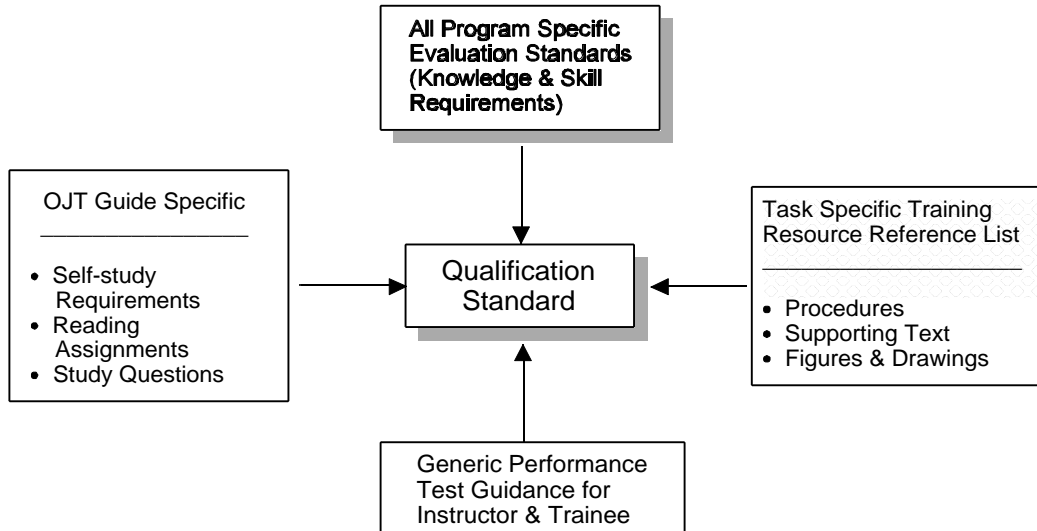 All Program Specific
Evaluation Standards
(Knowledge & Skill
Requirements)
OJT Guide Specific
• Self-study
Requirements
• Reading
Assignments
• Study Questions
Qualification
Standard
Task Specific Training
Resource Reference List
• Procedures
• Supporting Text
• Figures & Drawings
Generic Performance
Test Guidance for
Instructor & Trainee